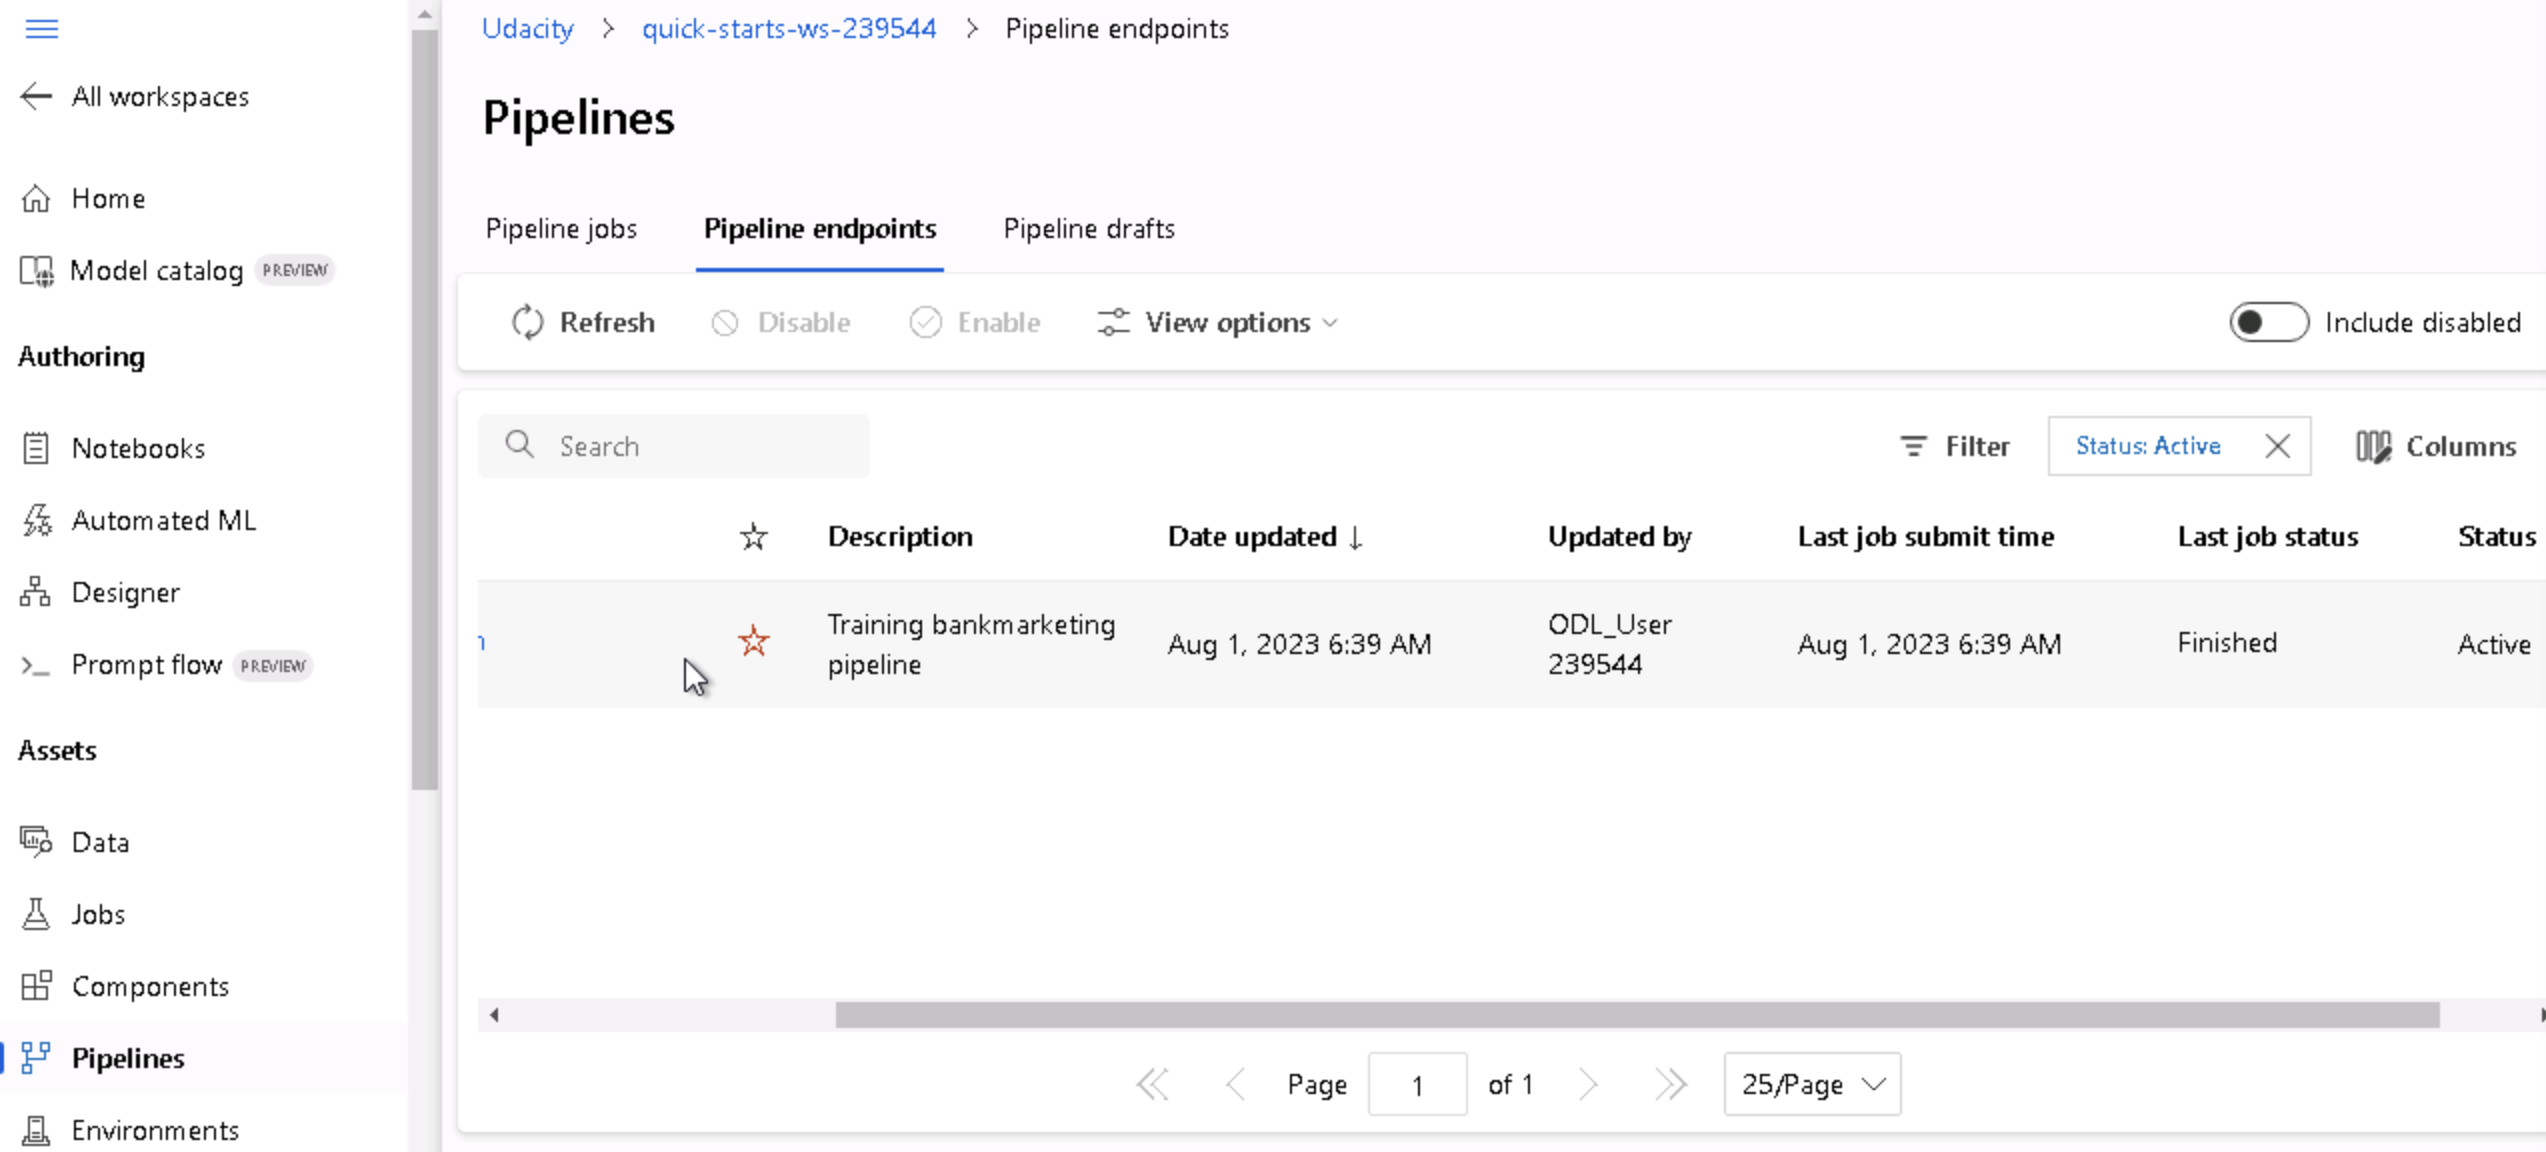 Udacity > quick-starts-ws-239544 > Pipeline endpoints
All workspaces
Home
Model catalog PREVIEW
Authoring
Notebooks
Automated ML
Designer
Prompt flow PREVIEW
Assets
Data
Jobs
Components
Pipelines
Environments
Pipelines
Pipeline jobs Pipeline endpoints Pipeline drafts
Refresh Disable Enable View options Include disabled
Search Filter Status: Active Columns
Description Date updated ↓ Updated by Last job submit time Last job status Status
Training bankmarketing
pipeline
Aug 1, 2023 6:39 AM
ODL_User
239544
Aug 1, 2023 6:39 AM
Finished
Active
Page 1 of 1 25/Page